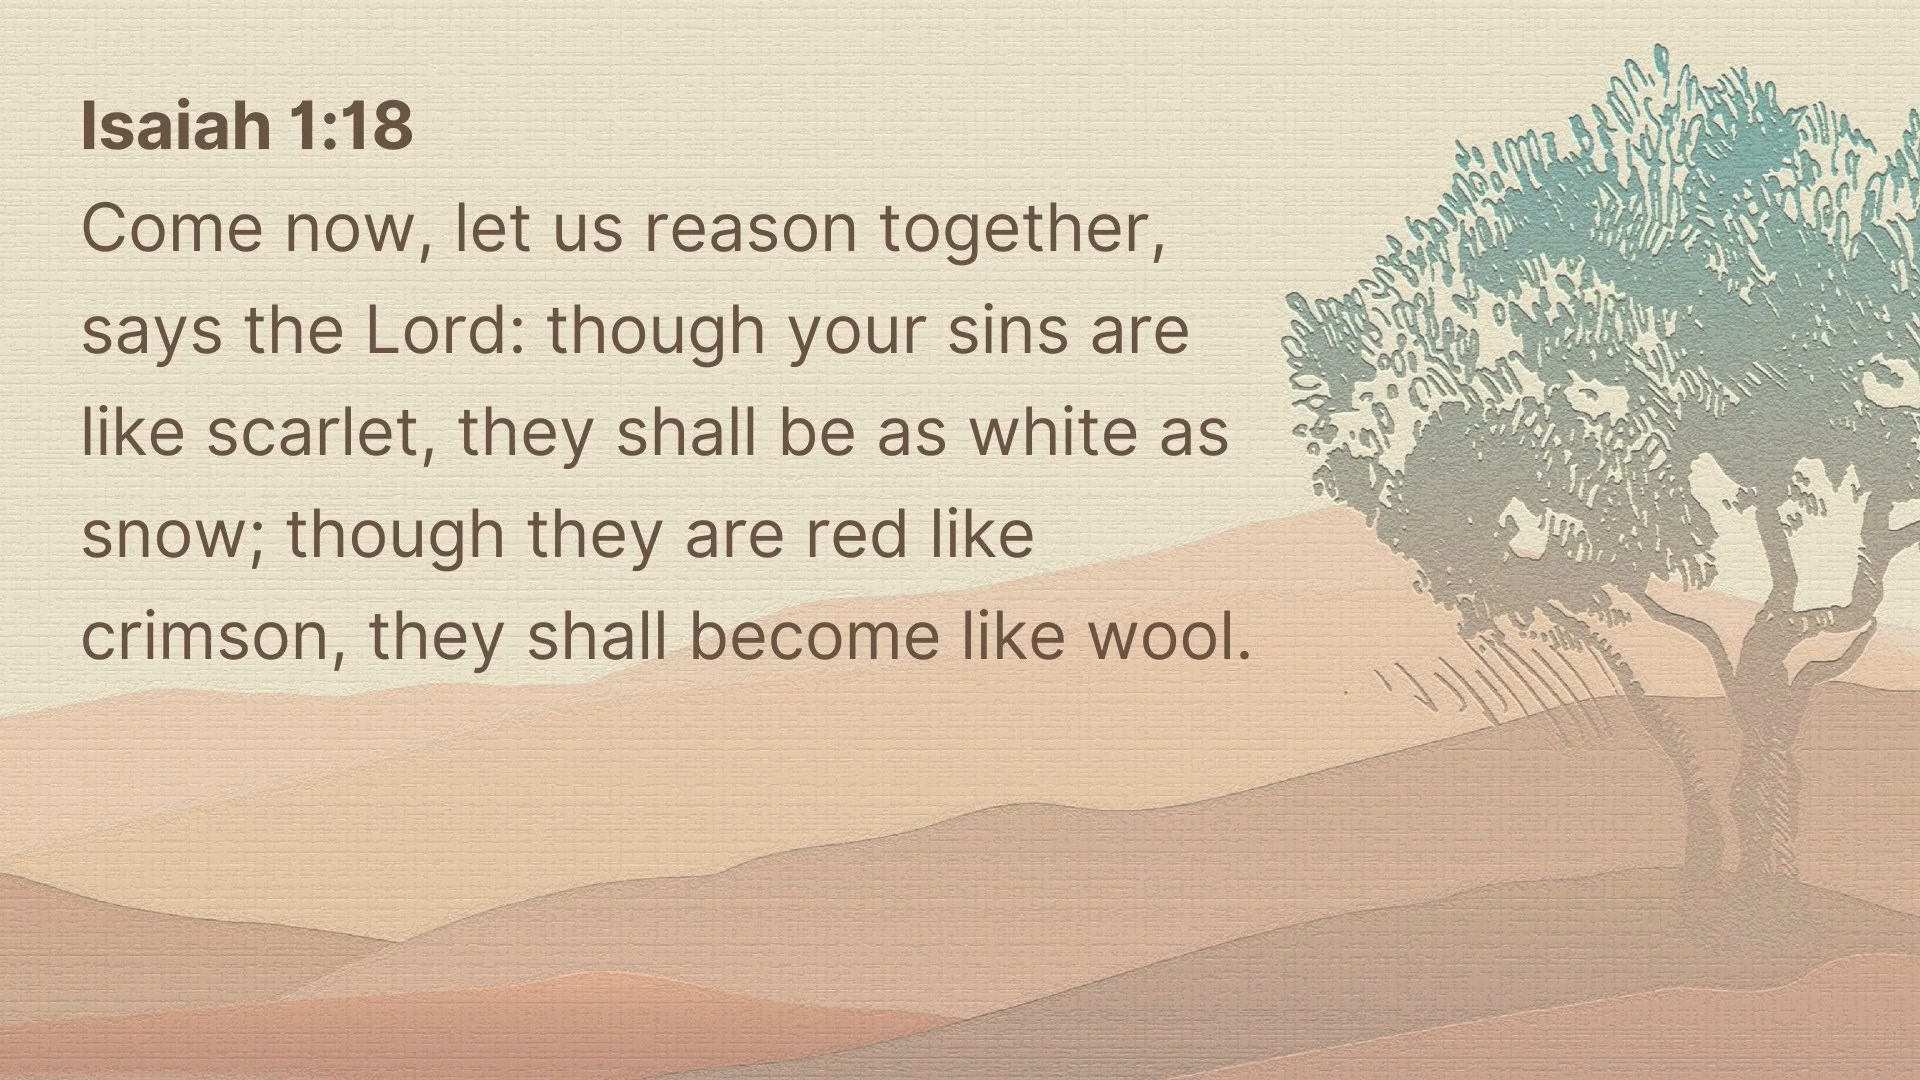 Isaiah 1:18
Come now, let us reason together,
says the Lord: though your sins are
like scarlet, they shall be as white as
snow; though they are red like
crimson, they shall become like wool.